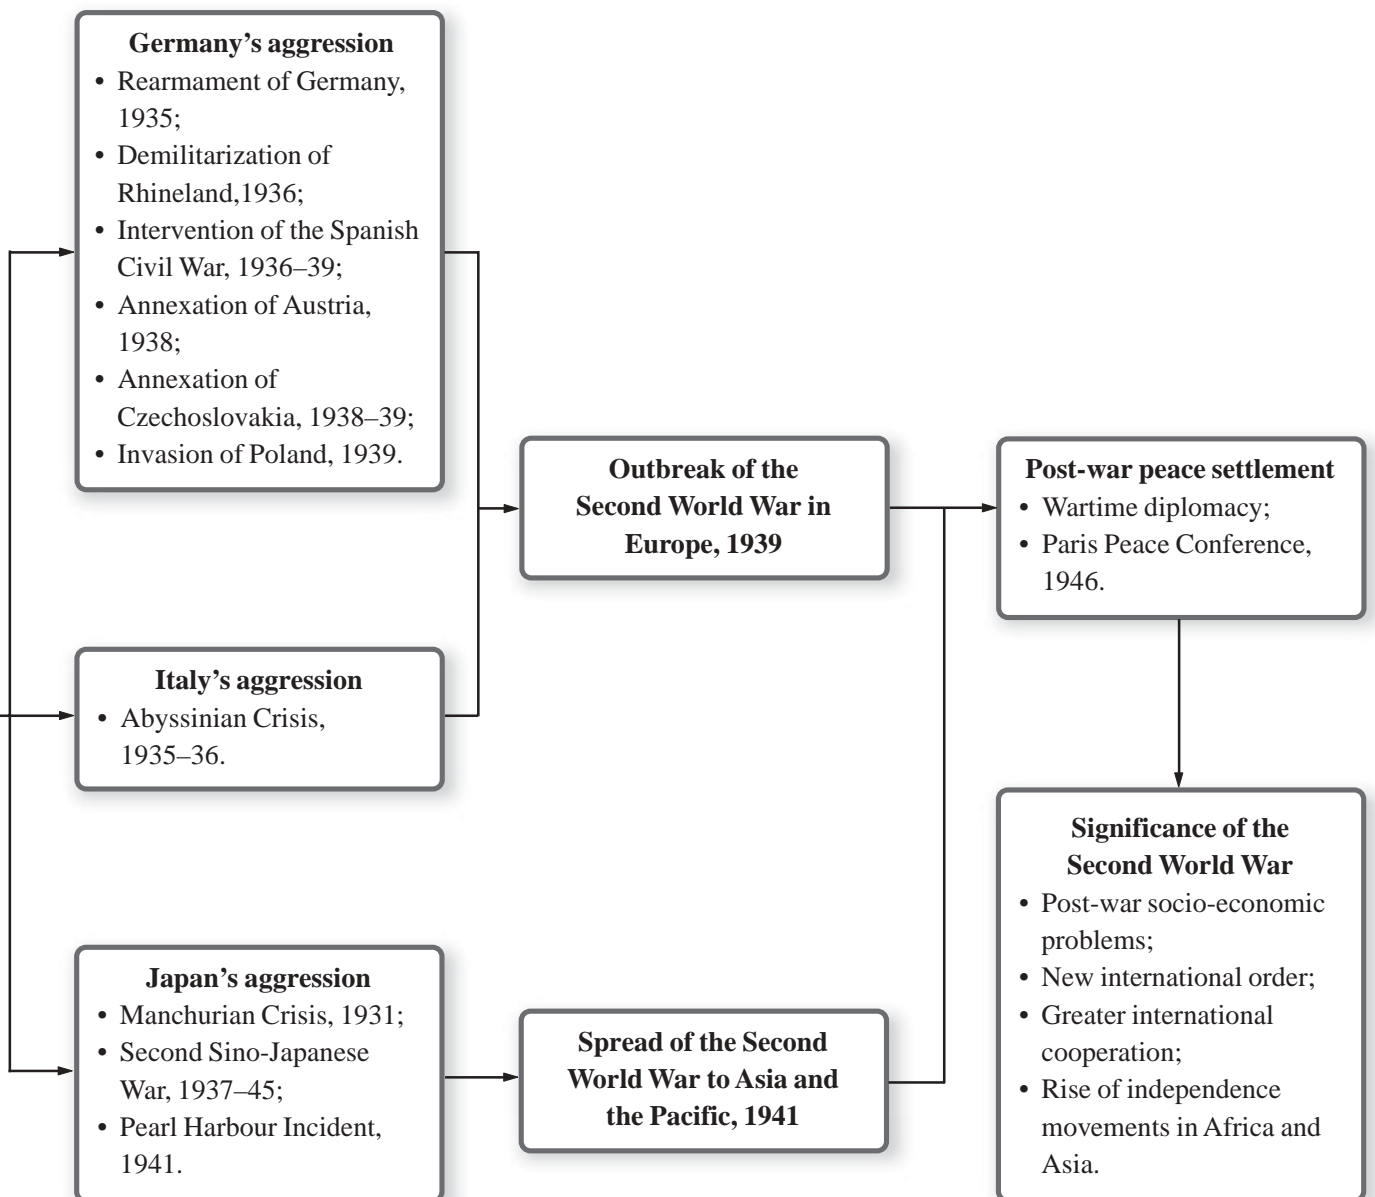 Germany’s aggression
• Rearmament of Germany,
1935;
• Demilitarization of
Rhineland,1936;
• Intervention of the Spanish
Civil War, 1936–39;
• Annexation of Austria,
1938;
• Annexation of
Czechoslovakia, 1938–39;
• Invasion of Poland, 1939.
Italy’s aggression
• Abyssinian Crisis,
1935–36.
Japan’s aggression
• Manchurian Crisis, 1931;
• Second Sino-Japanese
War, 1937–45;
• Pearl Harbour Incident,
1941.
Outbreak of the
Second World War in
Europe, 1939
Spread of the Second
World War to Asia and
the Pacific, 1941
Post-war peace settlement
• Wartime diplomacy;
• Paris Peace Conference,
1946.
Significance of the
Second World War
• Post-war socio-economic
problems;
• New international order;
• Greater international
cooperation;
• Rise of independence
movements in Africa and
Asia.